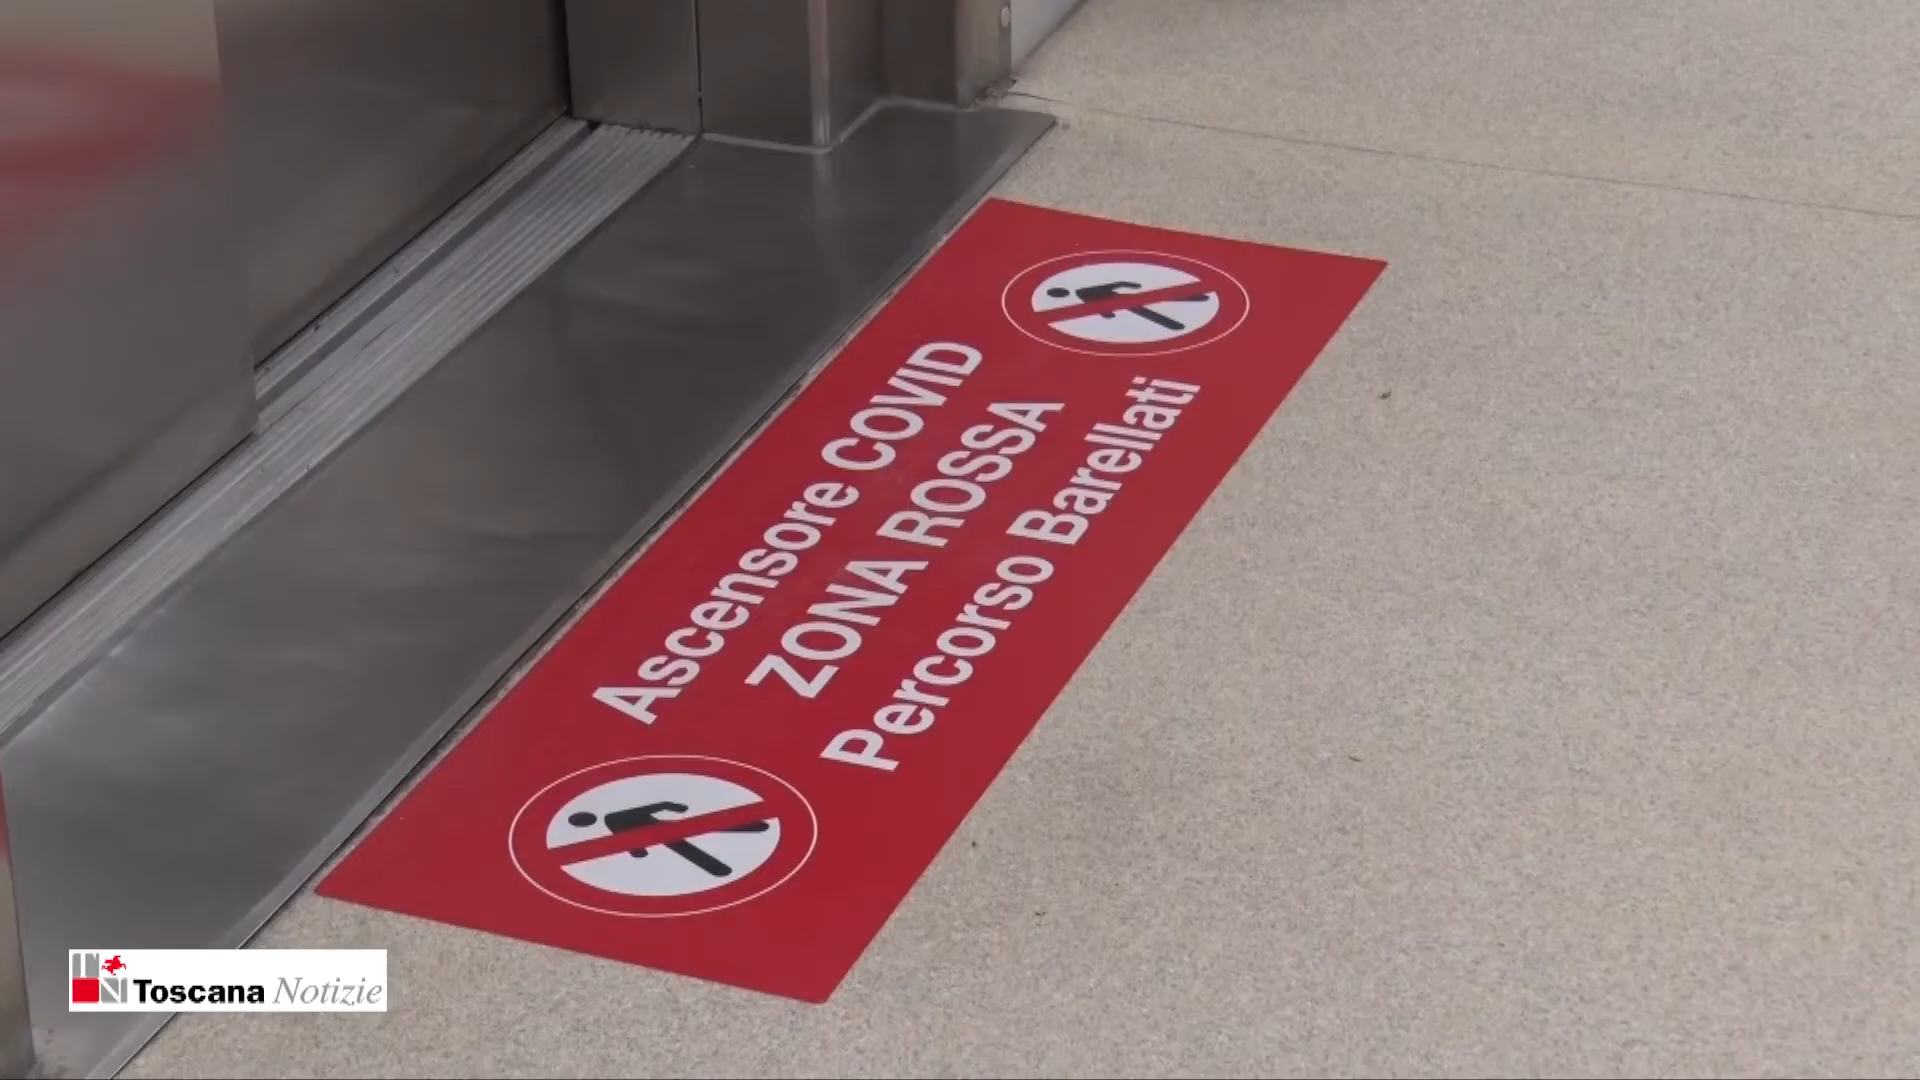 Ascensore COVID
ZONA ROSSA
Percorso Barellati
Toscana Notizie